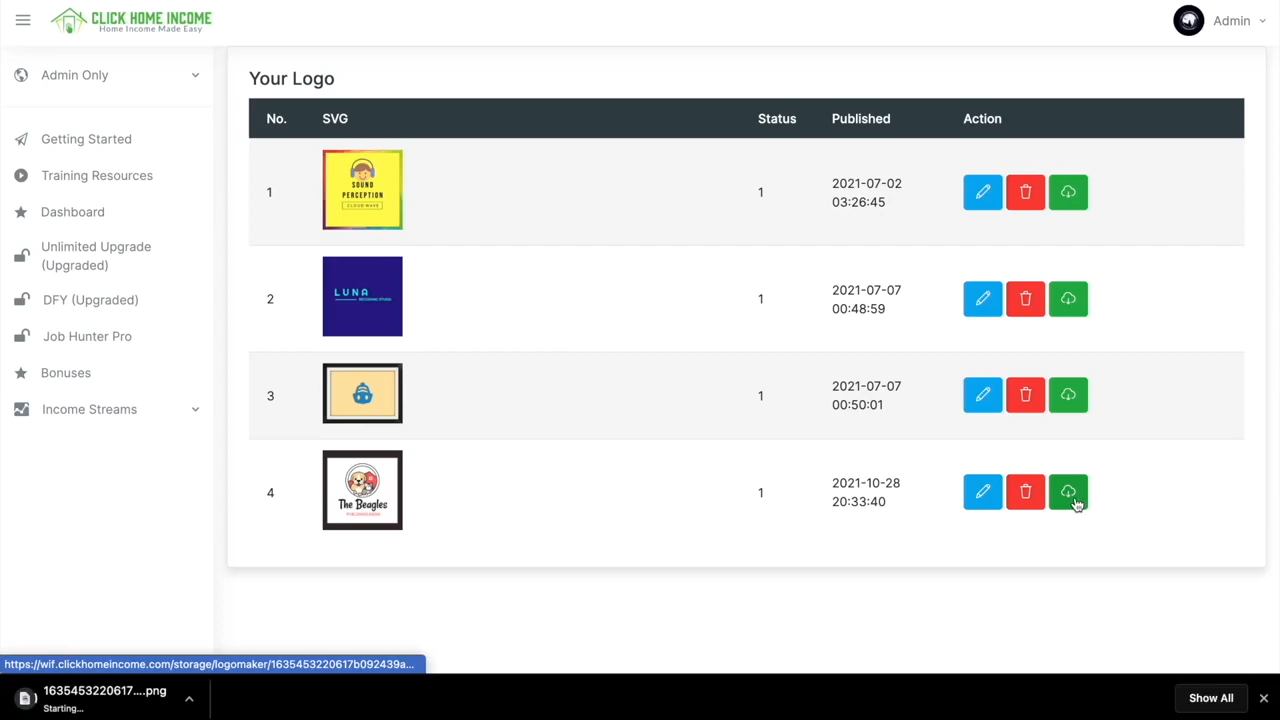 CLICK HOME INCOME
Home Income Made Easy
Admin
Admin Only
Getting Started
Training Resources
Dashboard
Unlimited Upgrade
(Upgraded)
DFY (Upgraded)
Job Hunter Pro
Bonuses
Income Streams
Your Logo
No. SVG Status Published Action
1 1 2021-07-02
03:26:45
SOUND
PERCEPTION
CLOUD WAVE
2 1 2021-07-07
00:48:59
LUNA
RECORDING STUDIO
3 1 2021-07-07
00:50:01
4 1 2021-10-28
20:33:40
The Beagles
https://wif.clickhomeincome.com/storage/logomaker/1635453220617b092439a...
1635453220617....png
Starting...
Show All